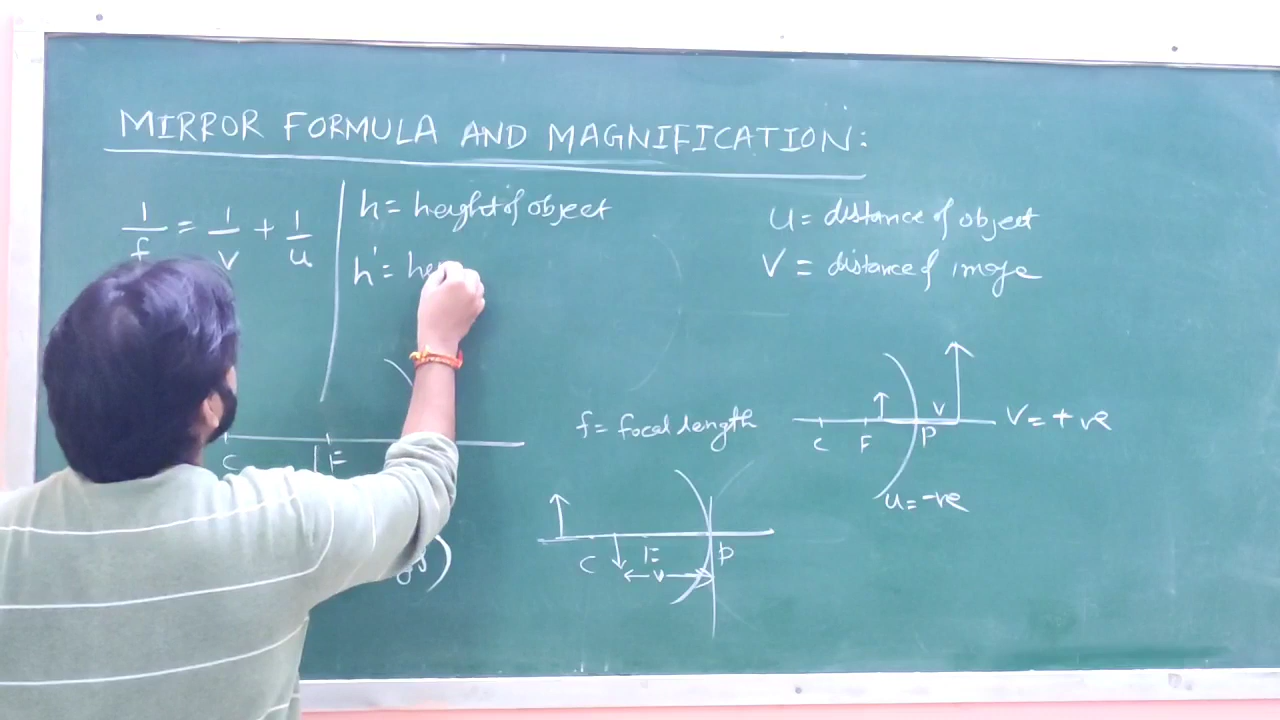 MIRROR FORMULA AND MAGNIFICATION:
1/f = 1/v + 1/u
h = height of object
h' = he
u = distance of object
v = distance of image
C F
f = focal length
C F P v
v = +ve
u = -ve
C F P
v